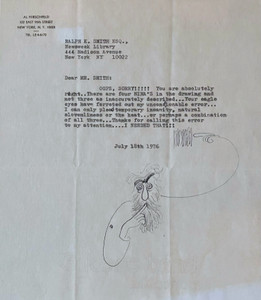 AL HIRSCHFELD
122 EAST 95th STREET
NEW YORK, N.Y. 10028
RALPH E. SMITH ESQ.,
Newsweek Library
444 Madison Avenue
New York 10022
Dear MR. SMITH:
OOPS, SORRY!!!! You are absolutely
right..There are four NINA'S in the drawing and
not three as inaccurately described...Your eagle
eyes have ferreted out my unconscionable error...
I can only plead temporary insanity, natural
slovenliness or the heat...or perhaps a combination
of all three...Thanks for calling this error
to my attention....I NEEDED THAT!!!
July 18th 1976